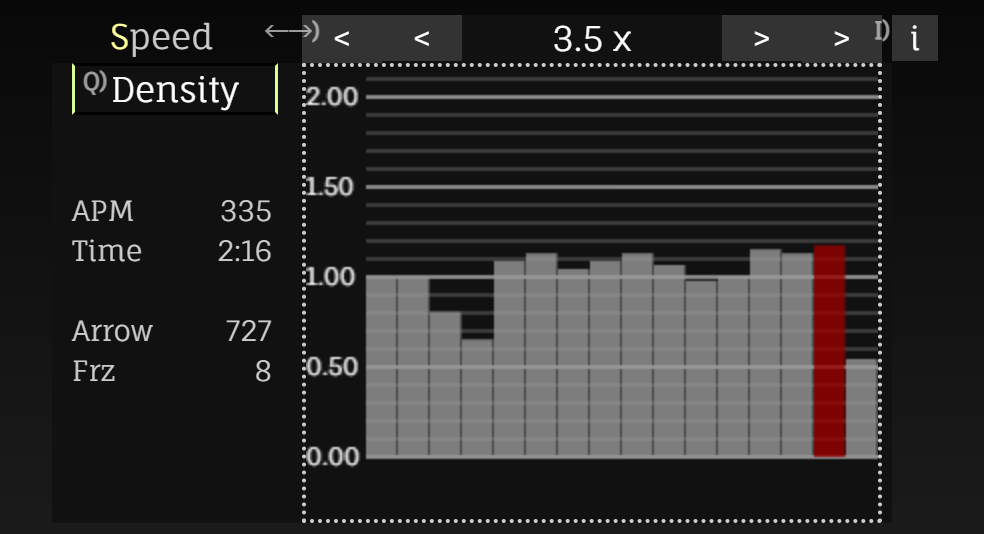 Speed ←→) < < 3.5 x > > I) i
Q) Density
2.00
1.50
APM 335
Time 2:16
1.00
Arrow 727
Frz 8
0.50
0.00